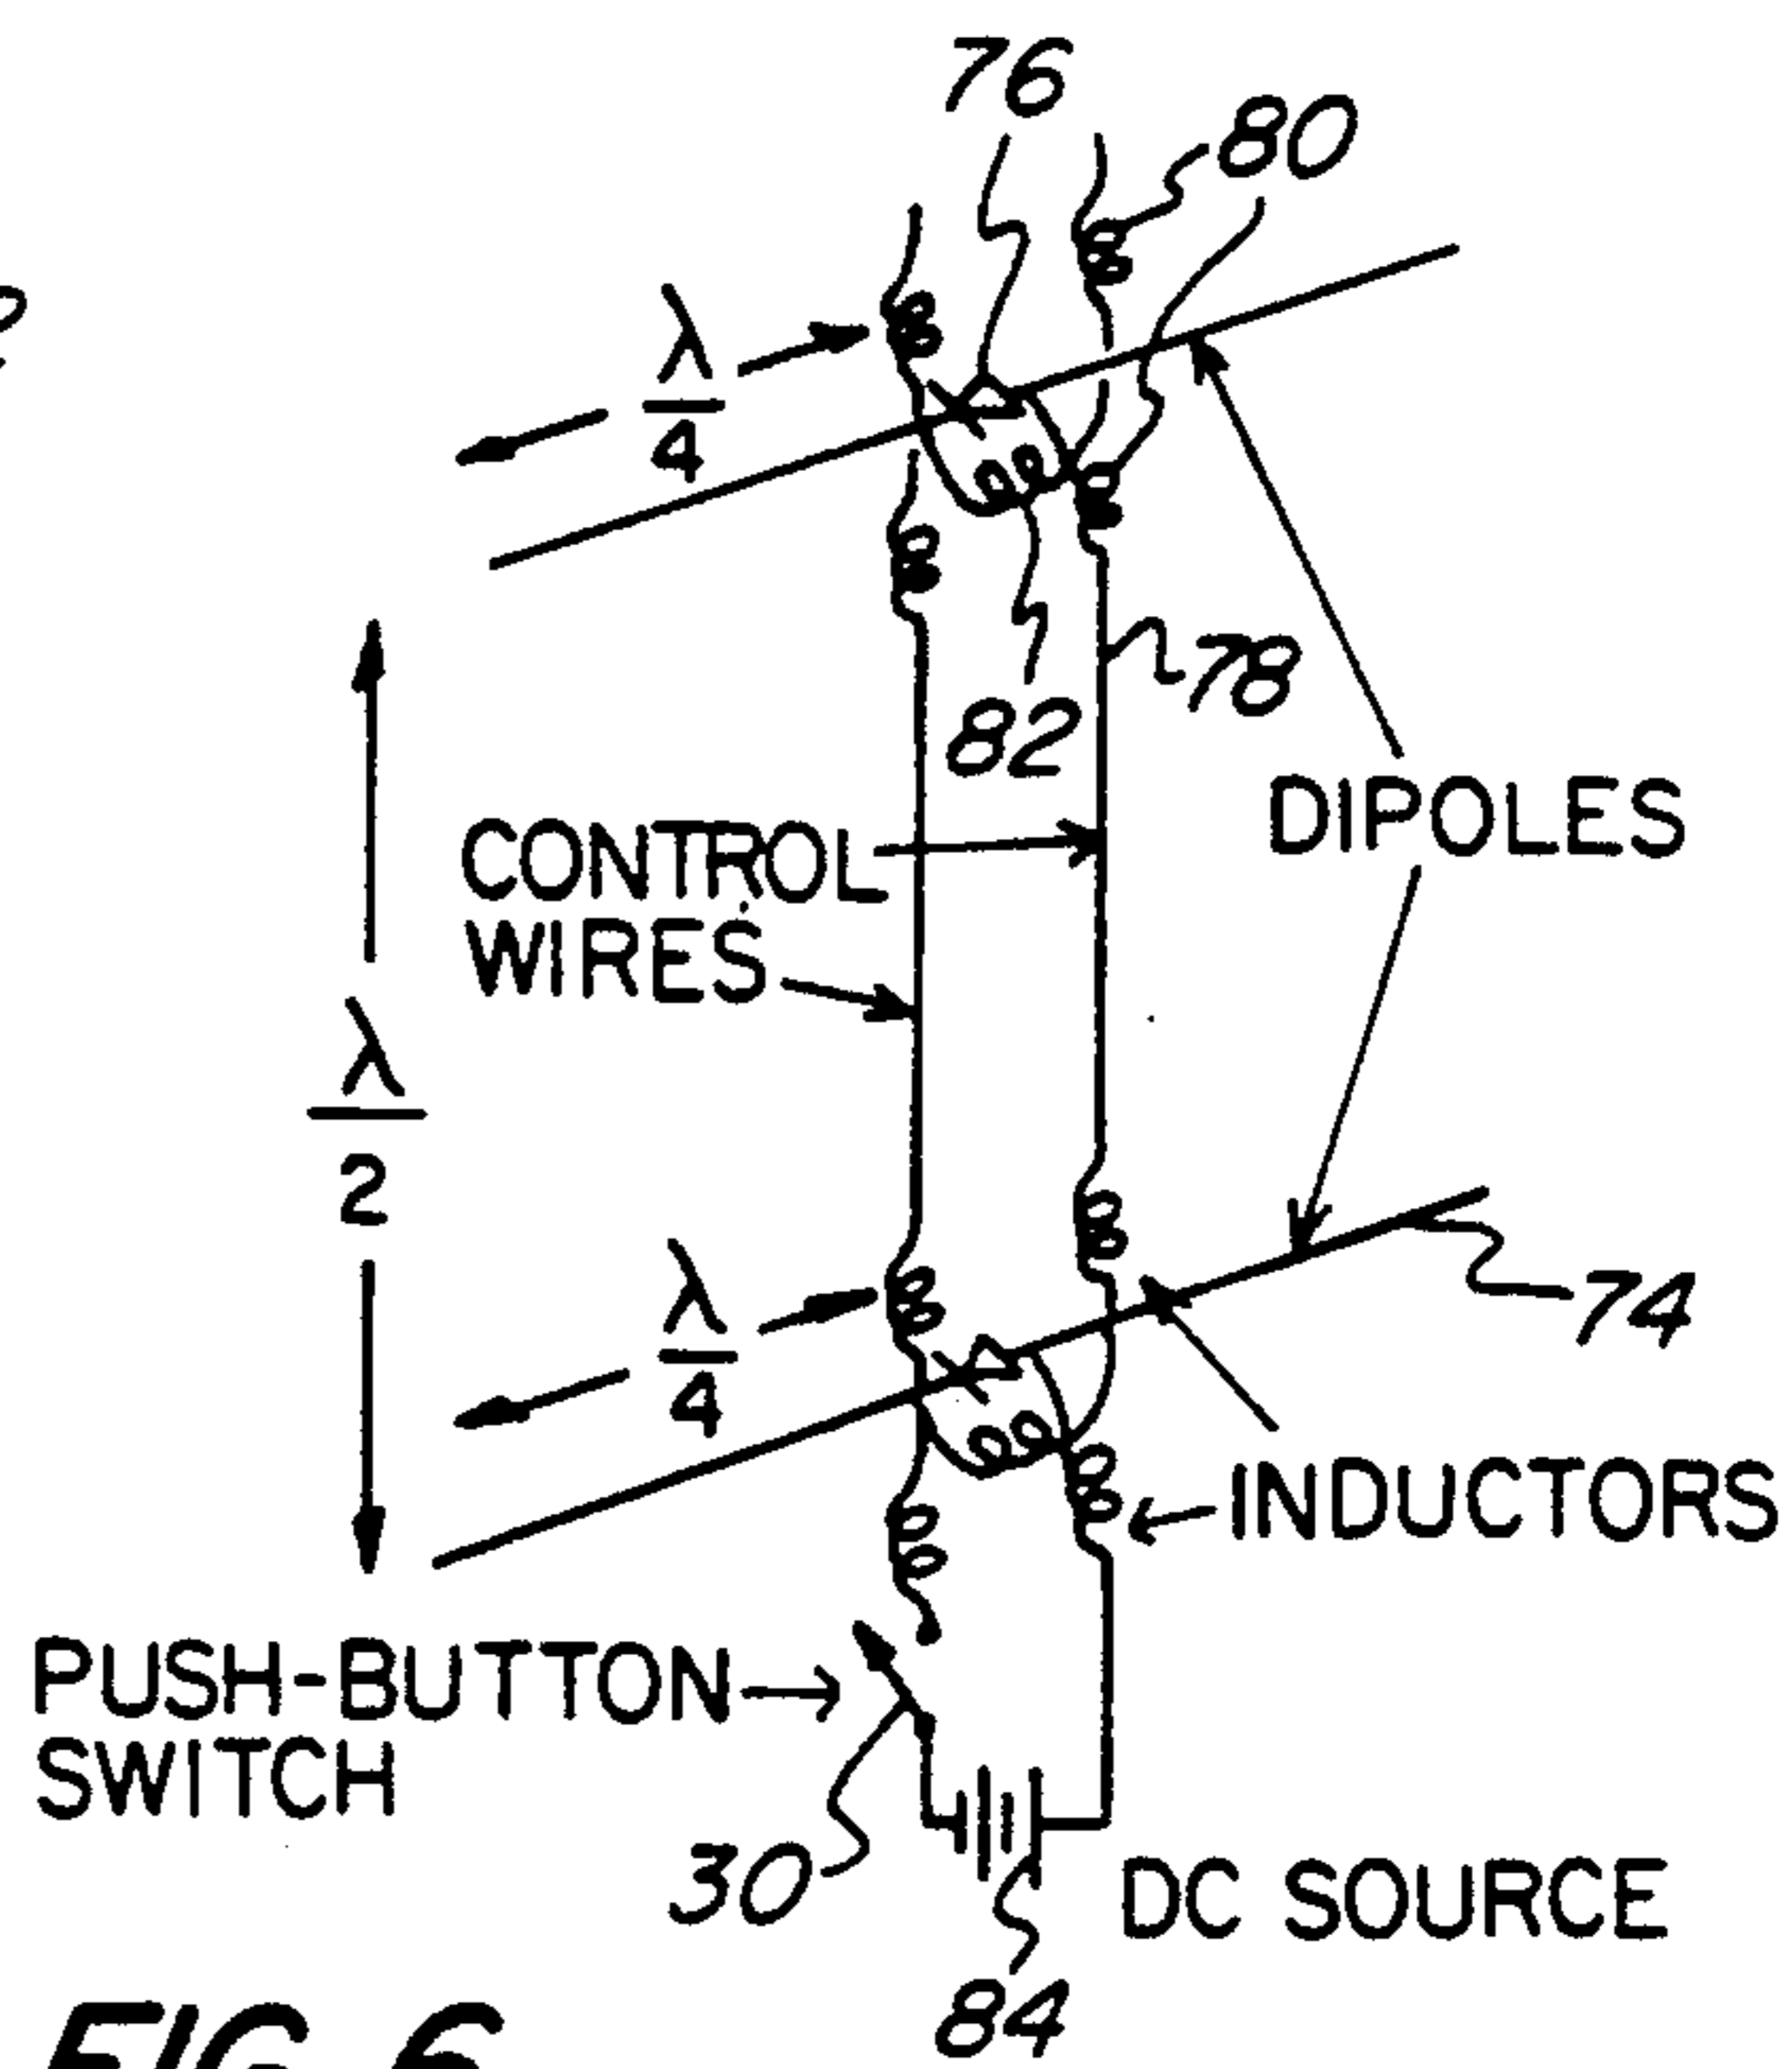 76
80
λ
4
82
78
DIPOLES
CONTROL
WIRES
λ
2
λ
4
74
INDUCTORS
PUSH-BUTTON
SWITCH
30
DC SOURCE
84